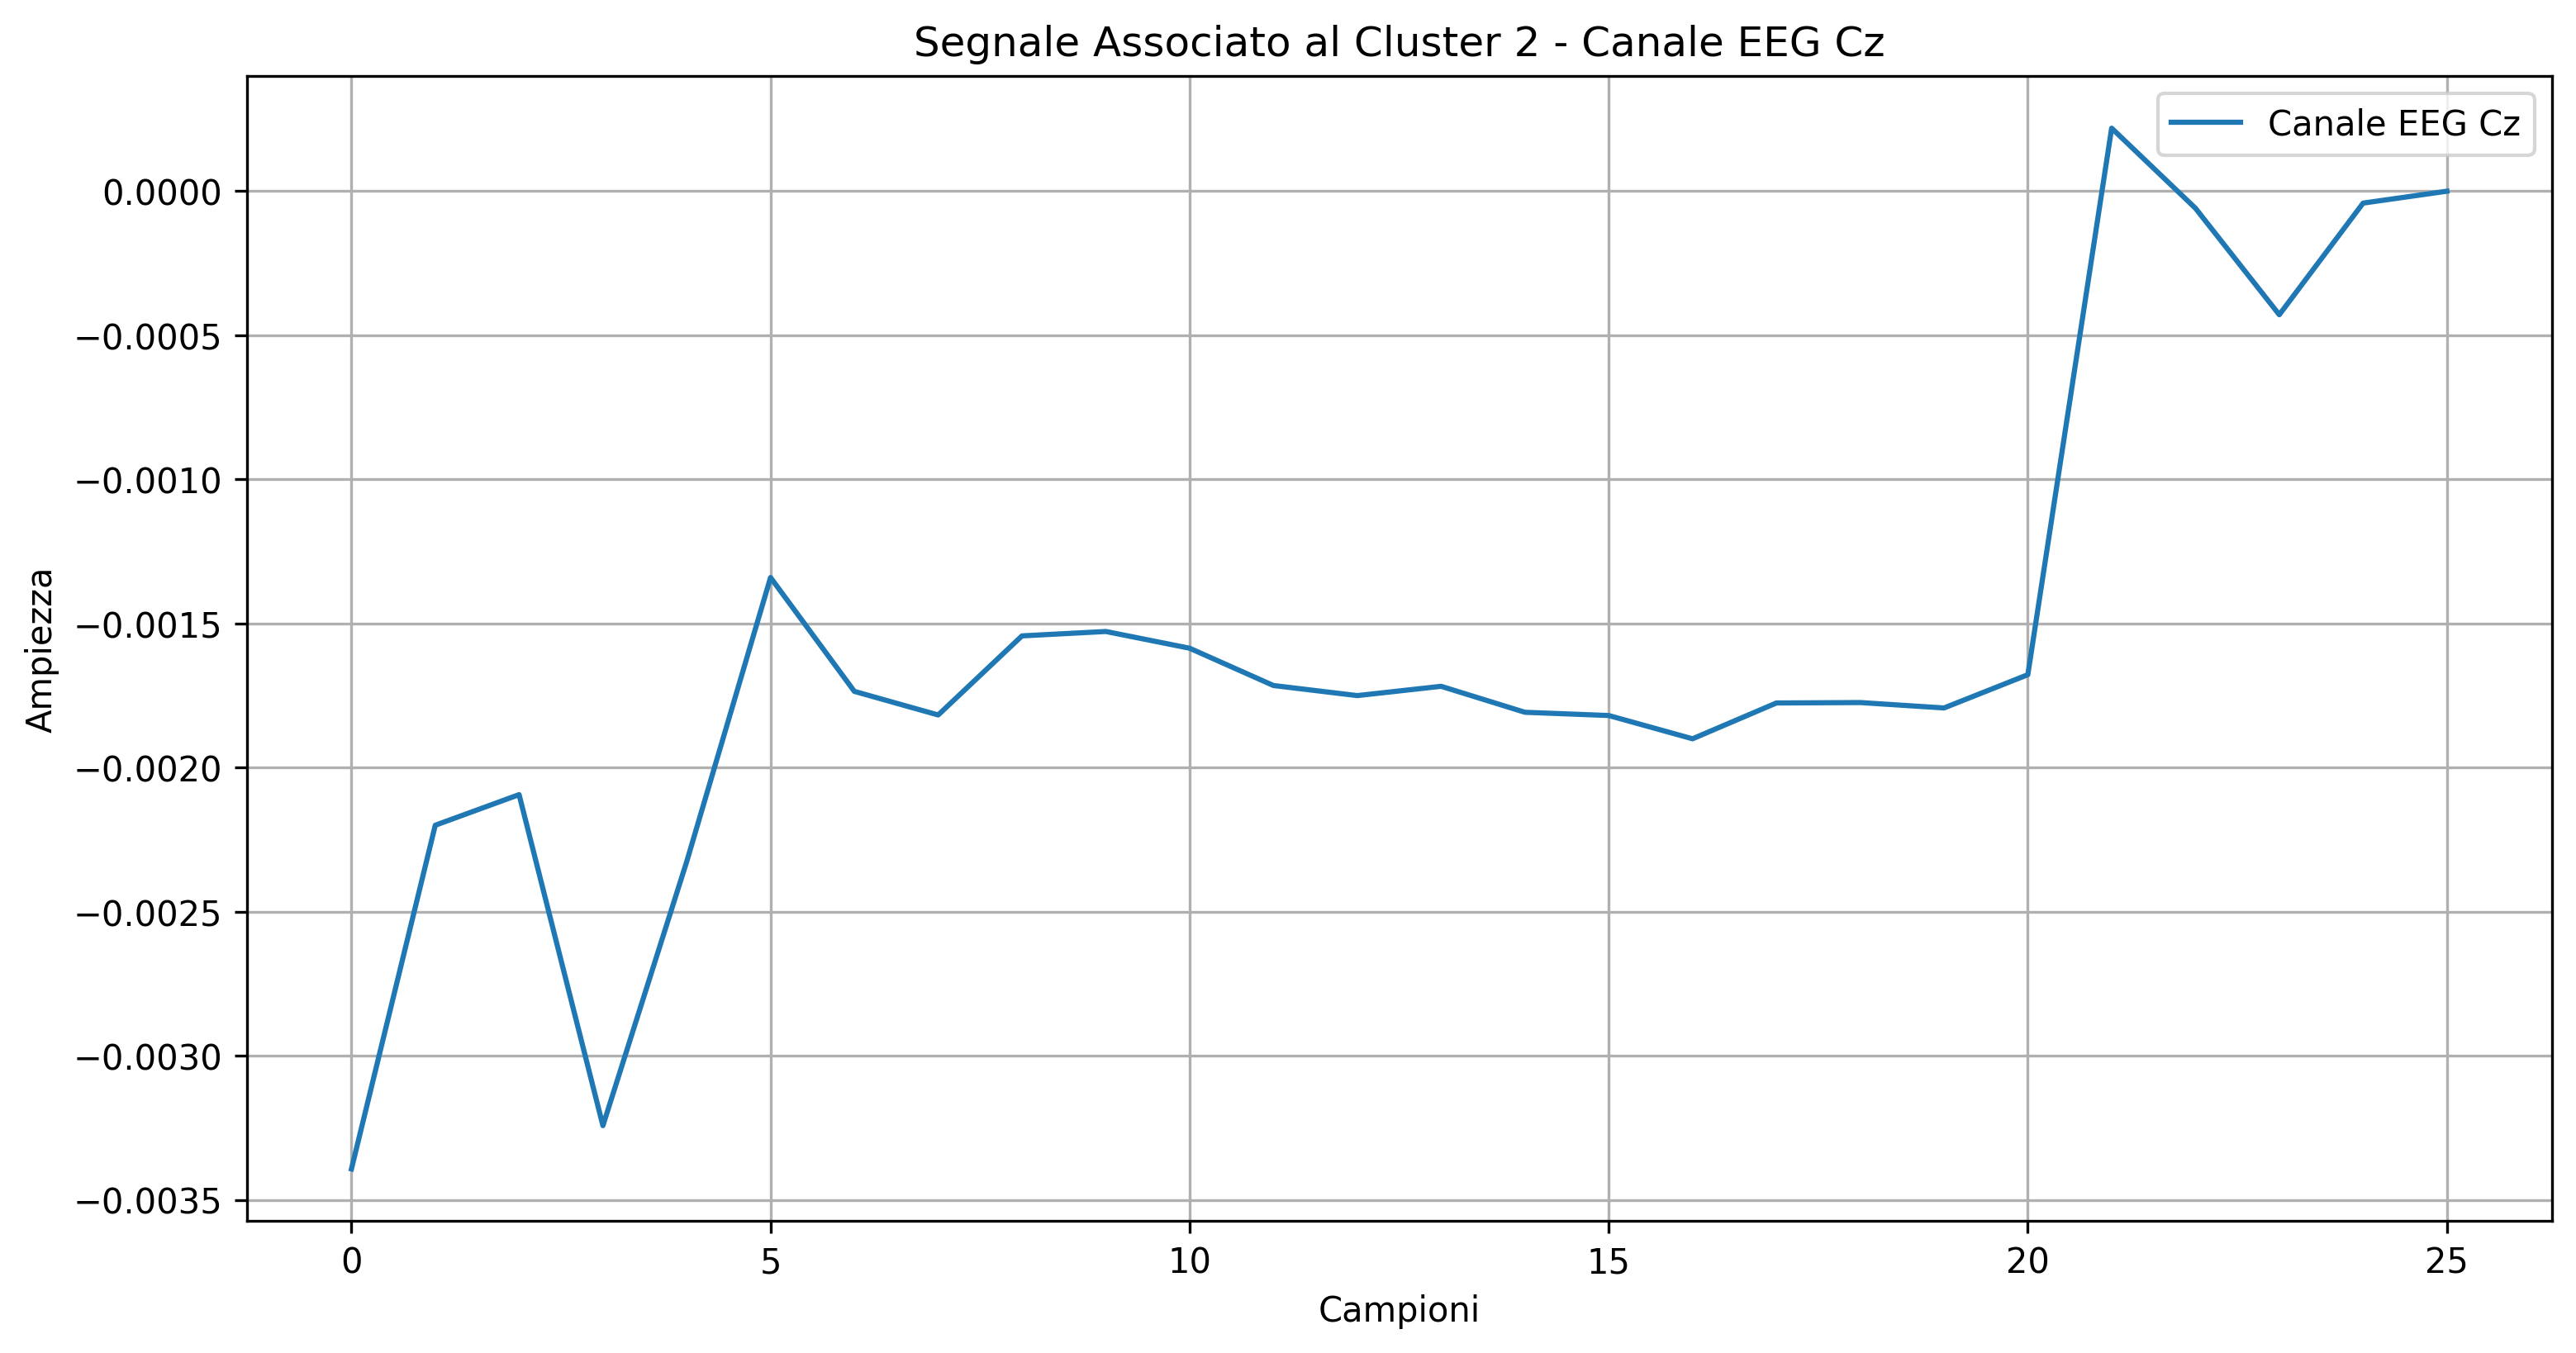 Segnale Associato al Cluster 2 - Canale EEG Cz
Canale EEG Cz
Ampiezza
0.0000
−0.0005
−0.0010
−0.0015
−0.0020
−0.0025
−0.0030
−0.0035
0 5 10 15 20 25
Campioni